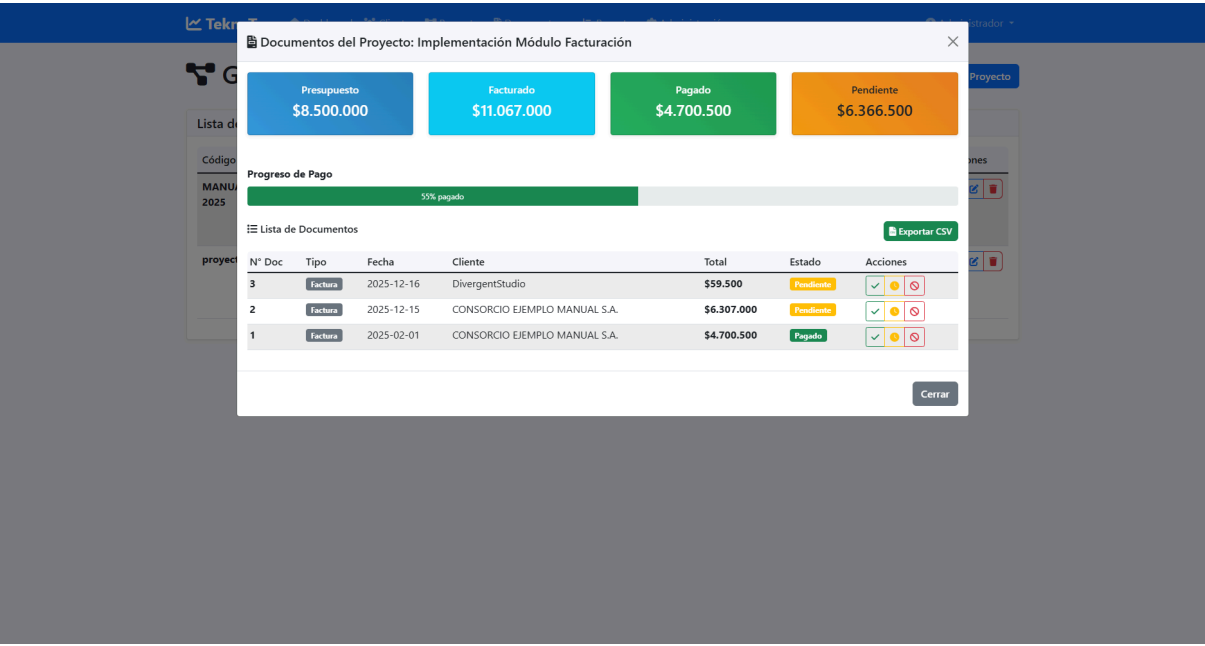 Tekn
Documentos del Proyecto: Implementación Módulo Facturación
Presupuesto
$8.500.000
Facturado
$11.067.000
Pagado
$4.700.500
Pendiente
$6.366.500
Proyecto
Lista de
Código
MANUA
2025
Progreso de Pago
55% pagado
Lista de Documentos
Exportar CSV
N° Doc Tipo Fecha Cliente Total Estado Acciones
3 Factura 2025-12-16 DivergentStudio $59.500 Pendiente
2 Factura 2025-12-15 CONSORCIO EJEMPLO MANUAL S.A. $6.307.000 Pendiente
1 Factura 2025-02-01 CONSORCIO EJEMPLO MANUAL S.A. $4.700.500 Pagado
Cerrar